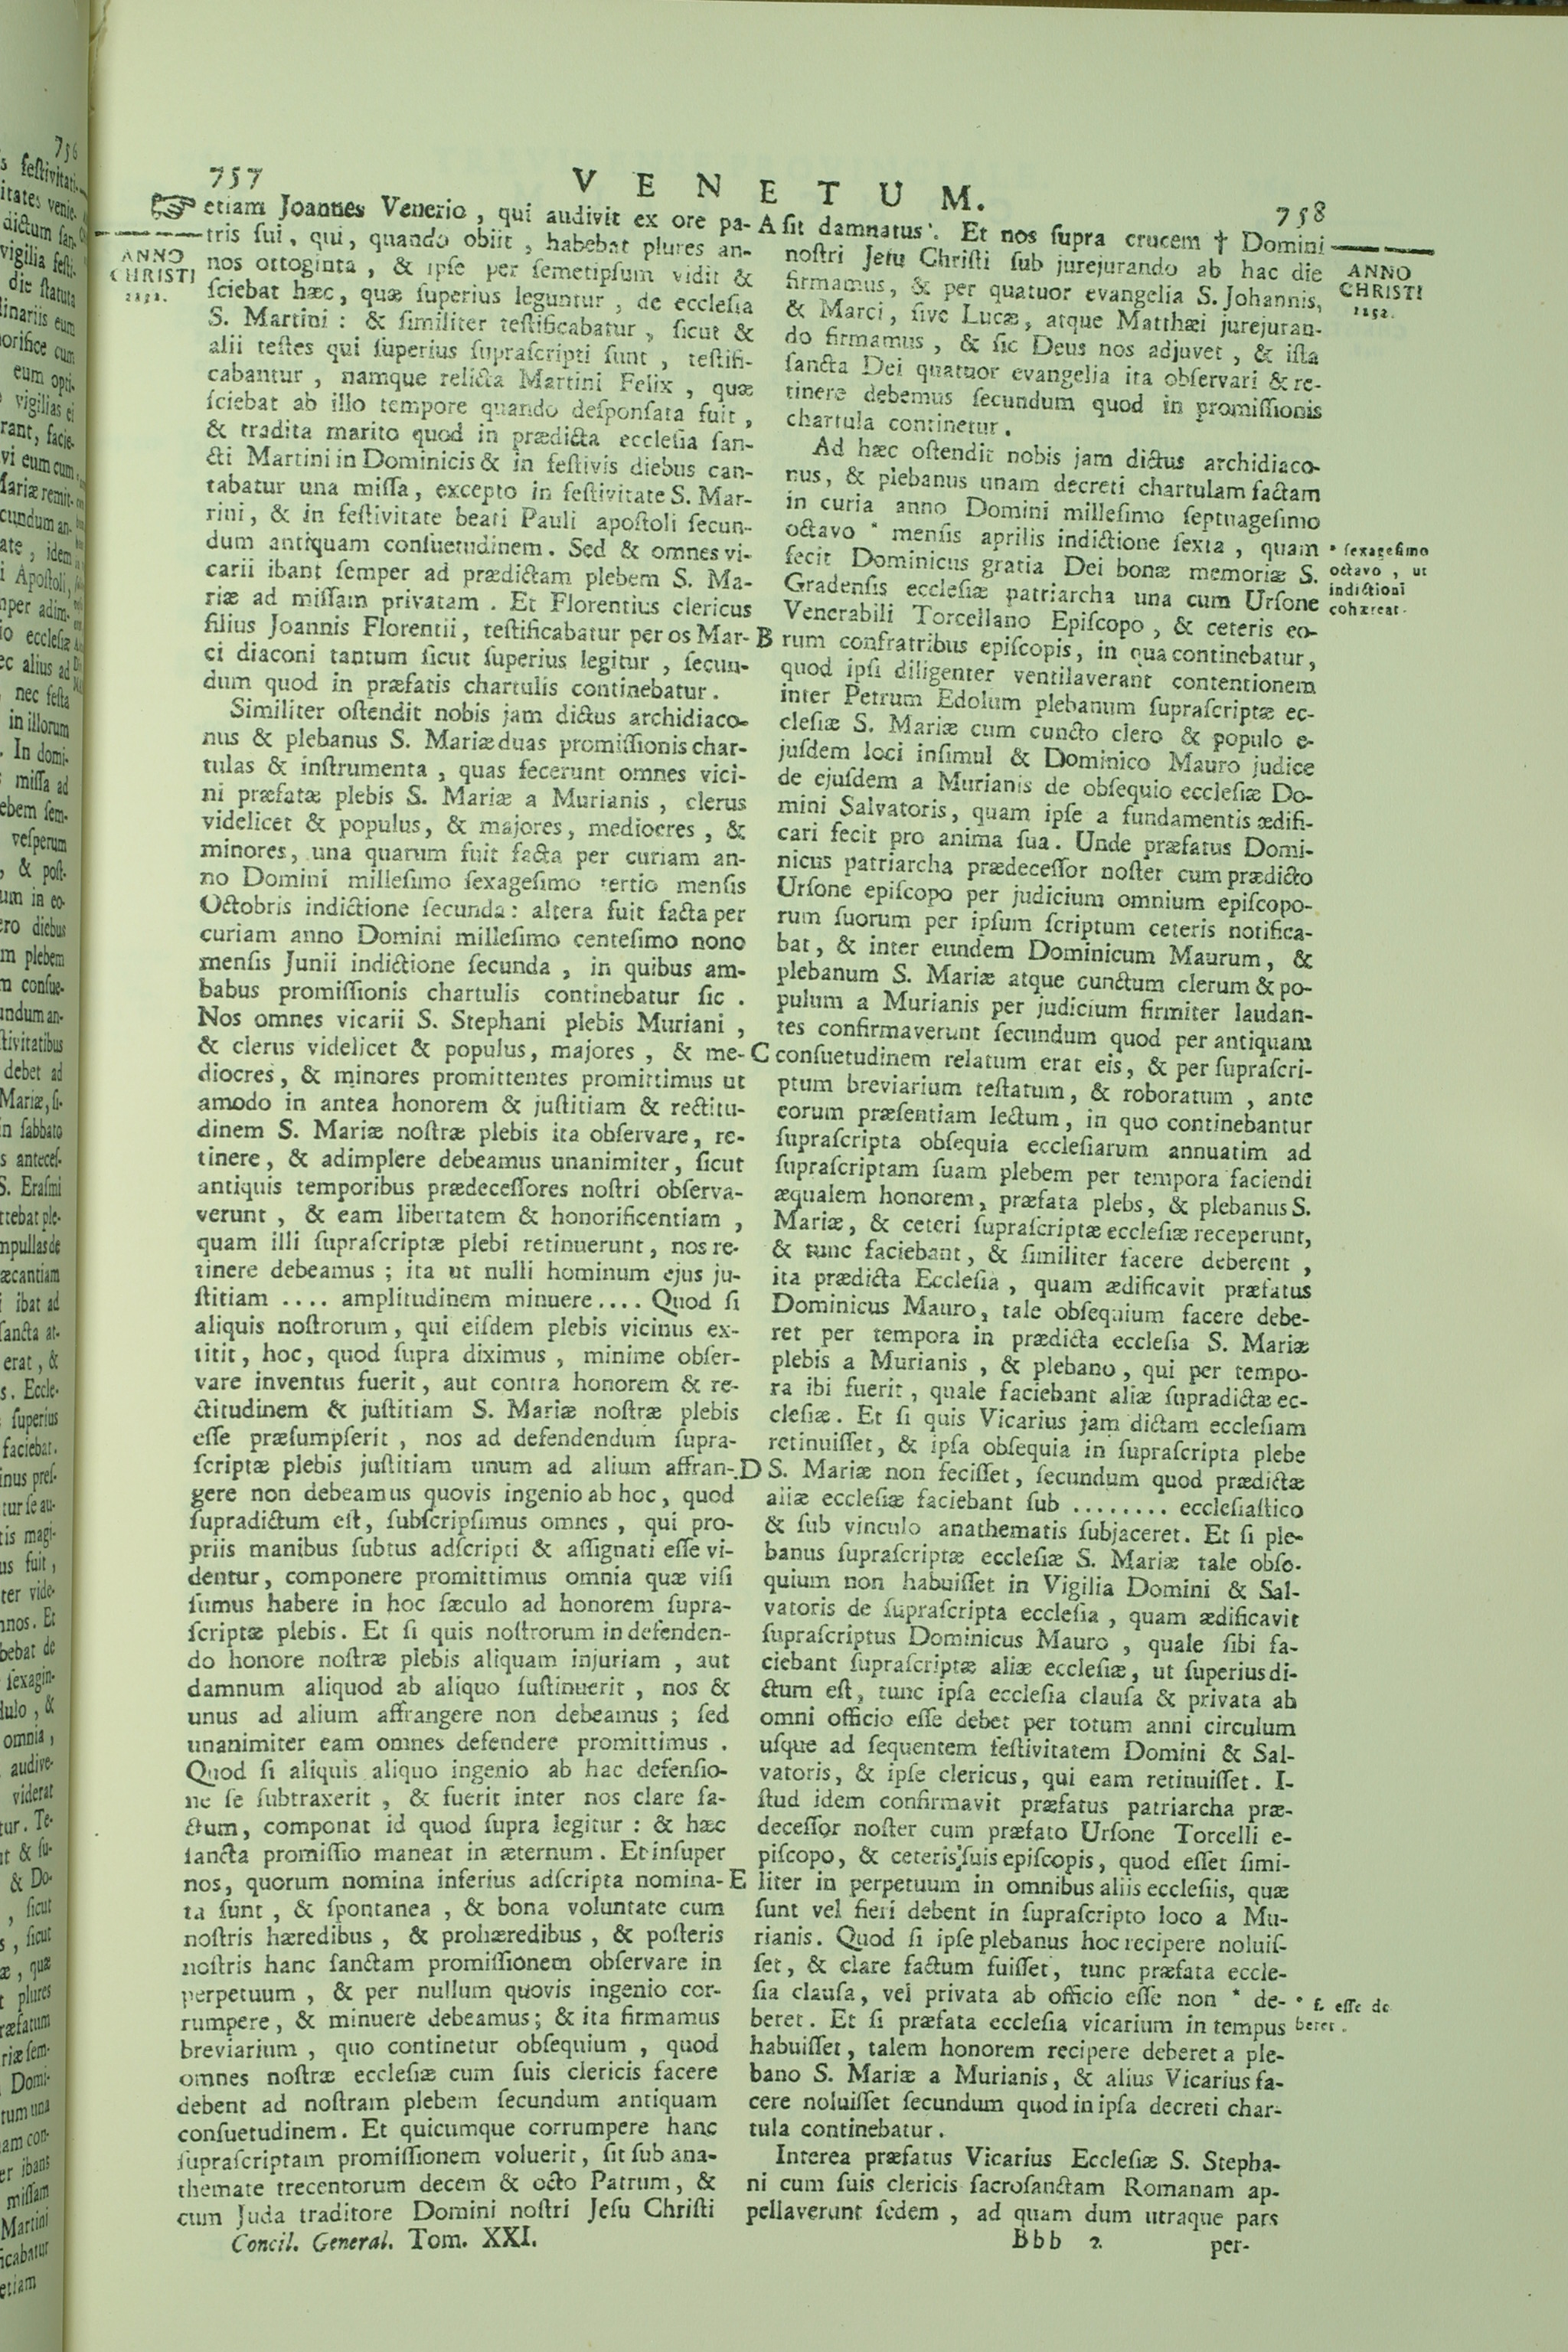 757
VENETUM.
758
ANNO
CHRISTI
etiam Joannes Venerio, qui audivit ex ore pa-
tris ſui, qui, quando obiit, habebat plures an-
nos ottoginta, & ipſe per ſemetipſum vidit &
ſciebat hæc, quæ ſuperius leguntur, de eccleſia
S. Martini: & ſimiliter teſtificabatur, ſicut &
alii teſtes qui ſuperius ſupraſcripti ſunt, teſtifi-
cabantur, namque relicta Martini Felix, quæ
ſciebat ab illo tempore quando deſponſata fuit,
& tradita marito quod in prædicta eccleſia ſan-
cti Martini in Dominicis & in feſtivis diebus can-
tabatur una miſſa, excepto in feſtivitate S. Mar-
rini, & in feſtivitate beati Pauli apoſtoli ſecun-
dum antiquam conſuetudinem. Sed & omnes vi-
carii ibant ſemper ad prædictam plebem S. Ma-
riæ ad miſſam privatam. Et Florentius clericus
filius Joannis Florentii, teſtificabatur per os Mar-
ci diaconi tantum ſicut ſuperius legitur, ſecun-
dum quod in præfatis chartulis continebatur.
Similiter oſtendit nobis jam dictus archidiaco-
nus & plebanus S. Mariæ duas promiſſionis char-
tulas & inſtrumenta, quas fecerunt omnes vici-
ni præfatæ plebis S. Mariæ a Murianis, clerus
videlicet & populus, & majores, mediocres, &
minores, una quarum fuit facta per curiam an-
no Domini milleſimo ſexageſimo tertio menſis
Octobris indictione ſecunda: altera fuit facta per
curiam anno Domini milleſimo centeſimo nono
menſis Junii indictione ſecunda, in quibus am-
babus promiſſionis chartulis continebatur ſic.
Nos omnes vicarii S. Stephani plebis Muriani,
& clerus videlicet & populus, majores, & me-
diocres, & minores promittentes promittimus ut
amodo in antea honorem & juſtitiam & rectitu-
dinem S. Mariæ noſtræ plebis ita obſervare, re-
tinere, & adimplere debeamus unanimiter, ſicut
antiquis temporibus prædeceſſores noſtri obſerva-
verunt, & eam libertatem & honorificentiam,
quam illi ſupraſcriptæ plebi retinuerunt, nos re-
tinere debeamus; ita ut nulli hominum ejus ju-
ſtitiam .... amplitudinem minuere.... Quod ſi
aliquis noſtrorum, qui eiſdem plebis vicinus ex-
titit, hoc, quod ſupra diximus, minime obſer-
vare inventus fuerit, aut contra honorem & re-
ctitudinem & juſtitiam S. Mariæ noſtræ plebis
eſſe præſumpſerit, nos ad defendendum ſupra-
ſcriptæ plebis juſtitiam unum ad alium affran-
gere non debeamus quovis ingenio ab hoc, quod
ſupradictum eſt, ſubſcripſimus omnes, qui pro-
priis manibus ſubtus adſcripti & aſſignati eſſe vi-
dentur, componere promittimus omnia quæ viſi
ſumus habere in hoc ſæculo ad honorem ſupra-
ſcriptæ plebis. Et ſi quis noſtrorum in defenden-
do honore noſtræ plebis aliquam injuriam, aut
damnum aliquod ab aliquo ſuſtinuerit, nos &
unus ad alium affrangere non debeamus; ſed
unanimiter eam omnes defendere promittimus.
Quod ſi aliquis aliquo ingenio ab hac defenſio-
ne ſe ſubtraxerit, & fuerit inter nos clare fa-
ctum, componat id quod ſupra legitur: & hæc
ſancta promiſſio maneat in æternum. Et inſuper
nos, quorum nomina inferius adſcripta nomina-
ta ſunt, & ſpontanea, & bona voluntate cum
noſtris hæredibus, & prohæredibus, & poſteris
noſtris hanc ſanctam promiſſionem obſervare in
perpetuum, & per nullum quovis ingenio cor-
rumpere, & minuere debeamus; & ita firmamus
breviarium, quo continetur obſequium, quod
omnes noſtræ eccleſiæ cum ſuis clericis facere
debent ad noſtram plebem ſecundum antiquam
conſuetudinem. Et quicumque corrumpere hanc
ſupraſcriptam promiſſionem voluerit, ſit ſub ana-
themate trecentorum decem & octo Patrum, &
cum Juda traditore Domini noſtri Jeſu Chriſti
Concil. General. Tom. XXI.
A
B
C
D
E
ſit damnatus. Et nos ſupra crucem † Domini
noſtri Jeſu Chriſti ſub jurejurando ab hac die
firmamus, & per quatuor evangelia S. Johannis,
& Marci, ſive Lucæ, atque Matthæi jurejuran-
do firmamus, & ſic Deus nos adjuvet, & iſta
ſancta Dei quatuor evangelia ita obſervari & re-
tinere debemus ſecundum quod in promiſſionis
chartula continetur.
Ad hæc oſtendit nobis jam dictus archidiaco-
nus, & plebanus unam decreti chartulam factam
in curia anno Domini milleſimo ſeptuageſimo
octavo * menſis aprilis indictione ſexta, quam
fecit Dominicus gratia Dei bonæ memoriæ S.
Gradenſis eccleſiæ patriarcha una cum Urſone
Venerabili Torcellano Epiſcopo, & ceteris eo-
rum confratribus epiſcopis, in qua continebatur,
quod ipſi diligenter ventilaverant contentionem
inter Petrum Edolum plebanum ſupraſcriptæ ec-
cleſiæ S. Mariæ cum cuncto clero & populo e-
juſdem loci inſimul & Dominico Mauro judice
de ejuſdem a Murianis de obſequio eccleſiæ Do-
mini Salvatoris, quam ipſe a fundamentis ædifi-
cari fecit pro anima ſua. Unde præfatus Domi-
nicus patriarcha prædeceſſor noſter cum prædicto
Urſone epiſcopo per judicium omnium epiſcopo-
rum ſuorum per ipſum ſcriptum ceteris notifica-
bat, & inter eundem Dominicum Maurum, &
plebanum S. Mariæ atque cunctum clerum & po-
pulum a Murianis per judicium firmiter laudan-
tes confirmaverunt ſecundum quod per antiquam
conſuetudinem relatum erat eis, & per ſupraſcri-
ptum breviarium teſtatum, & roboratum, ante
eorum præſentiam lectum, in quo continebantur
ſupraſcripta obſequia eccleſiarum annuatim ad
ſupraſcriptam ſuam plebem per tempora faciendi
æqualem honorem, præfata plebs, & plebanus S.
Mariæ, & ceteri ſupraſcriptæ eccleſiæ receperunt,
& tunc faciebant, & ſimiliter facere deberent,
ita prædicta Eccleſia, quam ædificavit præfatus
Dominicus Mauro, tale obſequium facere debe-
ret per tempora in prædicta eccleſia S. Mariæ
plebis a Murianis, & plebano, qui per tempo-
ra ibi fuerit, quale faciebant aliæ ſupradictæ ec-
cleſiæ. Et ſi quis Vicarius jam dictam eccleſiam
retinuiſſet, & ipſa obſequia in ſupraſcripta plebe
S. Mariæ non feciſſet, ſecundum quod prædictæ
aliæ eccleſiæ faciebant ſub ........ eccleſiaſtico
& ſub vinculo anathematis ſubjaceret. Et ſi ple-
banus ſupraſcriptæ eccleſiæ S. Mariæ tale obſe-
quium non habuiſſet in Vigilia Domini & Sal-
vatoris de ſupraſcripta eccleſia, quam ædificavit
ſupraſcriptus Dominicus Mauro, quale ſibi fa-
ciebant ſupraſcriptæ aliæ eccleſiæ, ut ſuperius di-
ctum eſt, tunc ipſa eccleſia clauſa & privata ab
omni officio eſſe debet per totum anni circulum
uſque ad ſequentem feſtivitatem Domini & Sal-
vatoris, & ipſe clericus, qui eam retinuiſſet. I-
ſtud idem confirmavit præfatus patriarcha præ-
deceſſor noſter cum præfato Urſone Torcelli e-
piſcopo, & ceteris ſuis epiſcopis, quod eſſet ſimi-
liter in perpetuum in omnibus aliis eccleſiis, quæ
ſunt vel fieri debent in ſupraſcripto loco a Mu-
rianis. Quod ſi ipſe plebanus hoc recipere noluiſ-
ſet, & clare factum fuiſſet, tunc præfata eccle-
ſia clauſa, vel privata ab officio eſſe non * de-
beret. Et ſi præfata eccleſia vicarium in tempus
habuiſſet, talem honorem recipere deberet a ple-
bano S. Mariæ a Murianis, & alius Vicarius fa-
cere noluiſſet ſecundum quod in ipſa decreti char-
tula continebatur.
Interea præfatus Vicarius Eccleſiæ S. Stepha-
ni cum ſuis clericis ſacroſanctam Romanam ap-
pellaverunt ſedem, ad quam dum utraque pars
Bbb 2
per-
ANNO
CHRISTI
1252.
* ſexageſimo
octavo, ut
indictioni
cohæreat.
* f. eſſe de
beret.